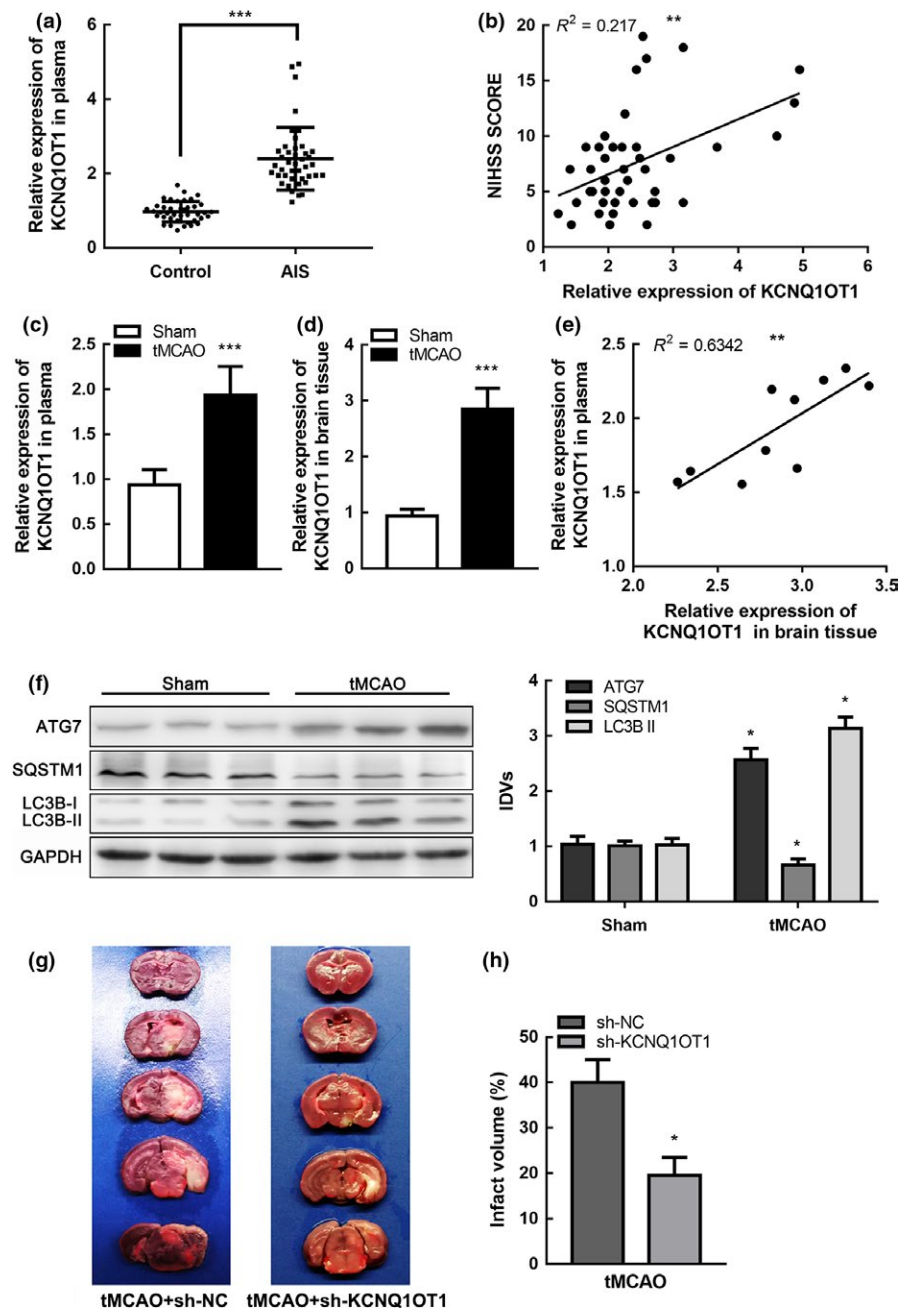 (a)
***
Relative expression of
KCNQ1OT1 in plasma
6
4
2
0
Control
AIS
(b)
R² = 0.217
**
NIHSS SCORE
20
15
10
5
0
1
2
3
4
5
6
Relative expression of KCNQ1OT1
(c)
Sham
tMCAO
***
Relative expression of
KCNQ1OT1 in plasma
2.5
2.0
1.5
1.0
0.5
0.0
(d)
Sham
tMCAO
***
Relative expression of
KCNQ1OT1 in brain tissue
4
3
2
1
0
(e)
R² = 0.6342
**
Relative expression of
KCNQ1OT1 in plasma
2.5
2.0
1.5
1.0
2.0
2.5
3.0
3.5
Relative expression of
KCNQ1OT1 in brain tissue
(f)
Sham
tMCAO
ATG7
SQSTM1
LC3B-I
LC3B-II
GAPDH
ATG7
SQSTM1
LC3B II
IDVs
4
3
2
1
0
*
*
*
Sham
tMCAO
(g)
tMCAO+sh-NC
tMCAO+sh-KCNQ1OT1
(h)
sh-NC
sh-KCNQ1OT1
Infact volume (%)
50
40
30
20
10
0
*
tMCAO